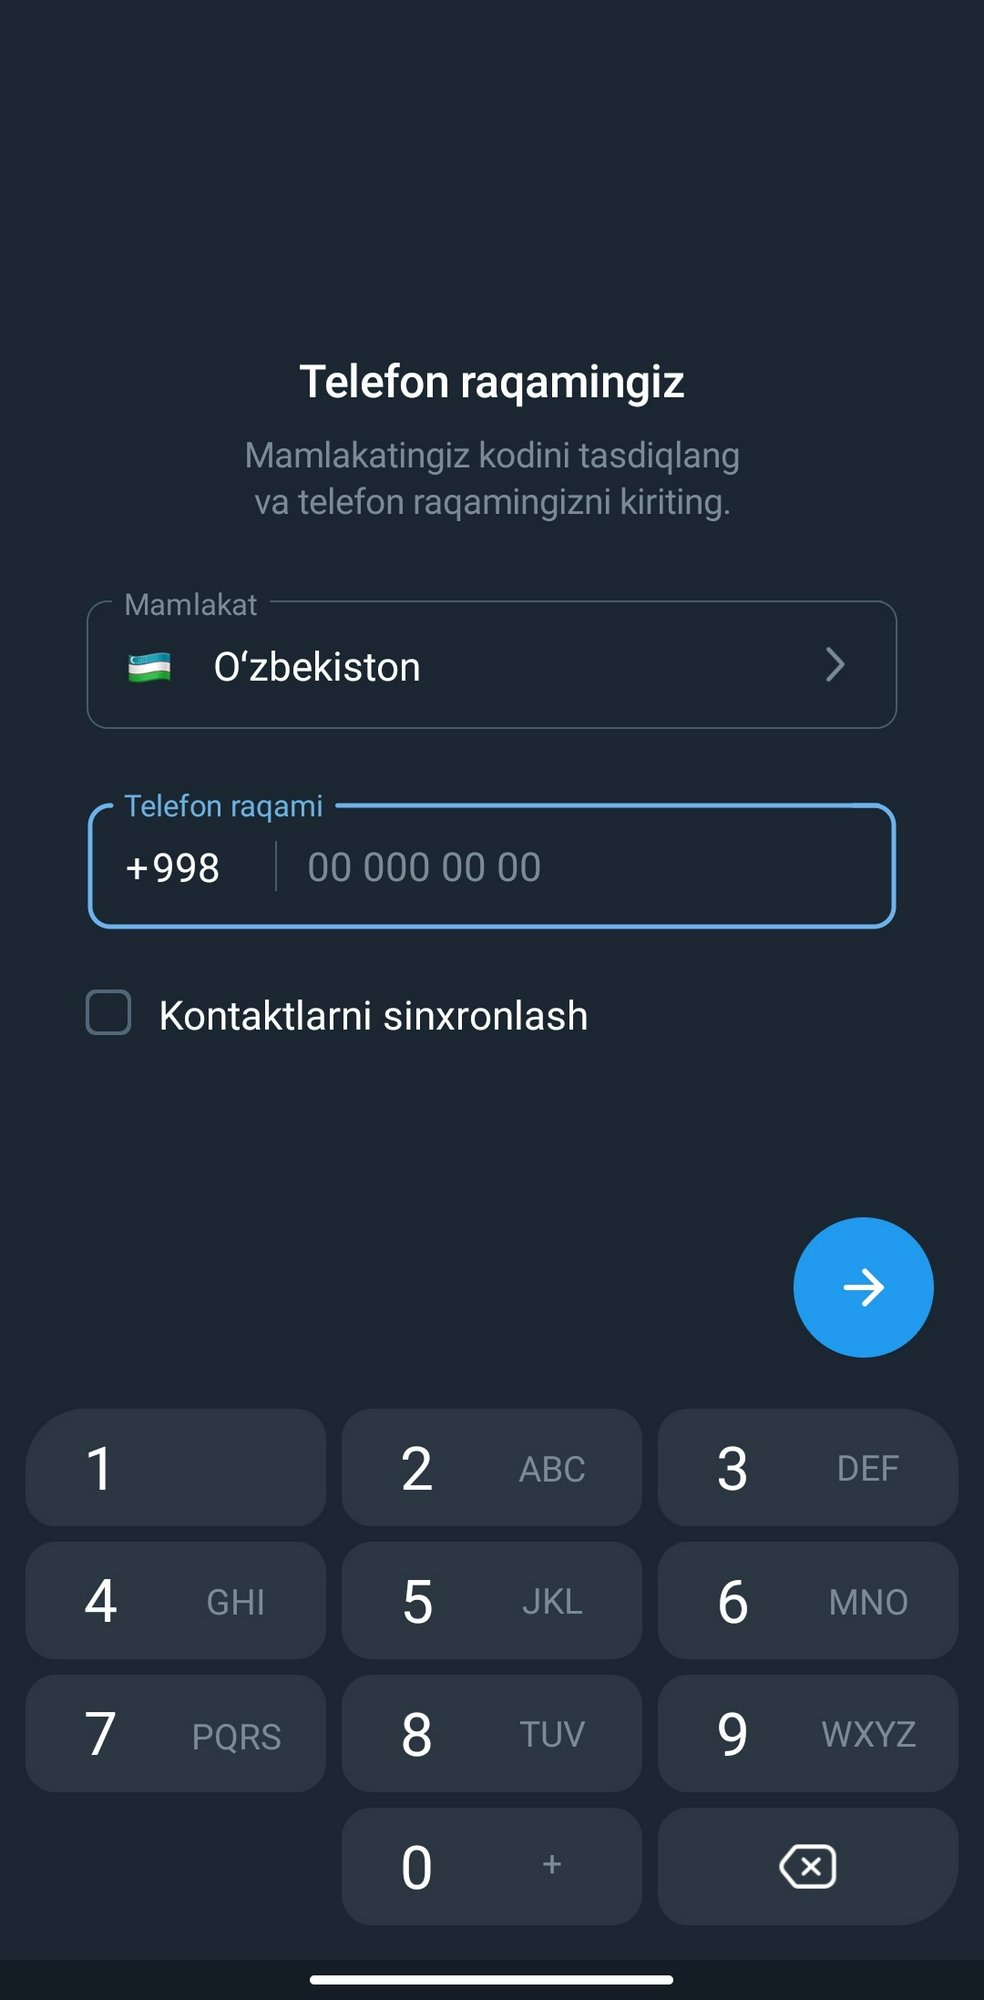 Telefon raqamingiz
Mamlakatingiz kodini tasdiqlang
va telefon raqamingizni kiriting.
Mamlakat
Oʻzbekiston
Telefon raqami
+998 00 000 00 00
Kontaktlarni sinxronlash
1 2 ABC 3 DEF
4 GHI 5 JKL 6 MNO
7 PQRS 8 TUV 9 WXYZ
0 +